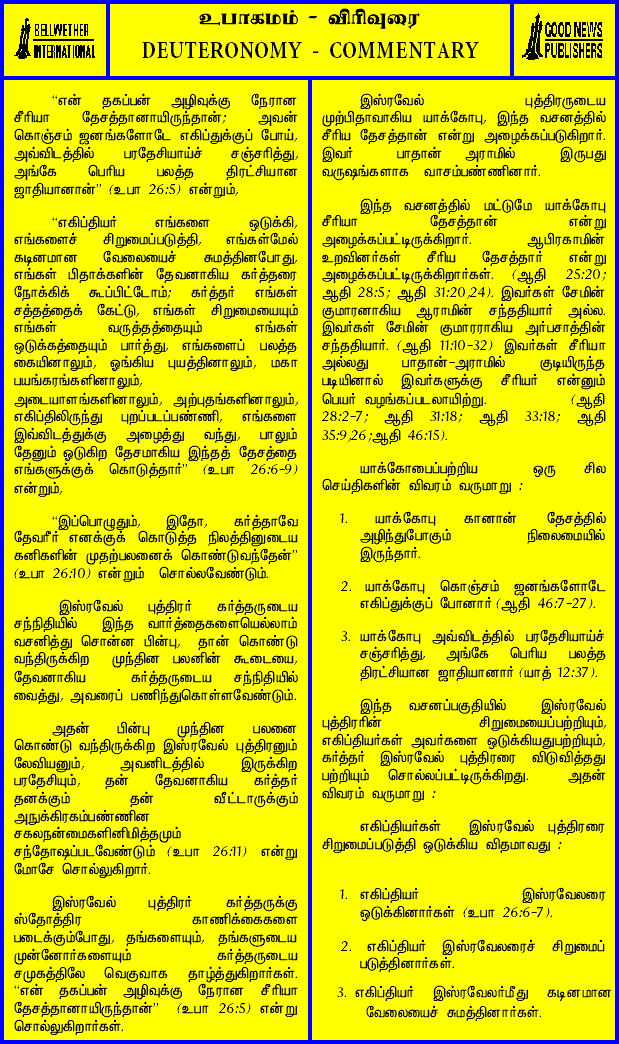 BELLWETHER
INTERNATIONAL
உபாகமம் - விரிவுரை
DEUTERONOMY - COMMENTARY
GOOD NEWS
PUBLISHERS
“என் தகப்பன் அழிவுக்கு நேரான
சீரியா தேசத்தானாயிருந்தான்; அவன்
கொஞ்சம் ஜனங்களோடே எகிப்துக்குப் போய்,
அவ்விடத்தில் பரதேசியாய்ச் சஞ்சரித்து,
அங்கே பெரிய பலத்த திரட்சியான
ஜாதியானான்” (உபா 26:5) என்றும்,
“எகிப்தியர் எங்களை ஒடுக்கி,
எங்களைச் சிறுமைப்படுத்தி, எங்கள்மேல்
கடினமான வேலையைச் சுமத்தினபோது,
எங்கள் பிதாக்களின் தேவனாகிய கர்த்தரை
நோக்கிக் கூப்பிட்டோம்; கர்த்தர் எங்கள்
சத்தத்தைக் கேட்டு, எங்கள் சிறுமையையும்
எங்கள் வருத்தத்தையும் எங்கள்
ஒடுக்கத்தையும் பார்த்து, எங்களைப் பலத்த
கையினாலும், ஓங்கிய புயத்தினாலும், மகா
பயங்கரங்களினாலும்,
அடையாளங்களினாலும், அற்புதங்களினாலும்,
எகிப்திலிருந்து புறப்படப்பண்ணி, எங்களை
இவ்விடத்துக்கு அழைத்து வந்து, பாலும்
தேனும் ஓடுகிற தேசமாகிய இந்தத் தேசத்தை
எங்களுக்குக் கொடுத்தார்” (உபா 26:6-9)
என்றும்,
“இப்பொழுதும், இதோ, கர்த்தாவே
தேவரீர் எனக்குக் கொடுத்த நிலத்தினுடைய
கனிகளின் முதற்பலனைக் கொண்டுவந்தேன்”
(உபா 26:10) என்றும் சொல்லவேண்டும்.
இஸ்ரவேல் புத்திரர் கர்த்தருடைய
சந்நிதியில் இந்த வார்த்தைகளையெல்லாம்
வசனித்து சொன்ன பின்பு, தான் கொண்டு
வந்திருக்கிற முந்தின பலனின் கூடையை,
தேவனாகிய கர்த்தருடைய சந்நிதியில்
வைத்து, அவரைப் பணிந்துகொள்ளவேண்டும்.
அதன் பின்பு முந்தின பலனை
கொண்டு வந்திருக்கிற இஸ்ரவேல் புத்திரனும்
லேவியனும், அவனிடத்தில் இருக்கிற
பரதேசியும், தன் தேவனாகிய கர்த்தர்
தனக்கும் தன் வீட்டாருக்கும்
அநுக்கிரகம்பண்ணின
சகலநன்மைகளினிமித்தமும்
சந்தோஷப்படவேண்டும் (உபா 26:11) என்று
மோசே சொல்லுகிறார்.
இஸ்ரவேல் புத்திரர் கர்த்தருக்கு
ஸ்தோத்திர காணிக்கைகளை
படைக்கும்போது, தங்களையும், தங்களுடைய
முன்னோர்களையும் கர்த்தருடைய
சமுகத்திலே வெகுவாக தாழ்த்துகிறார்கள்.
“என் தகப்பன் அழிவுக்கு நேரான சீரியா
தேசத்தானாயிருந்தான்” (உபா 26:5) என்று
சொல்லுகிறார்கள்.
இஸ்ரவேல் புத்திரருடைய
முற்பிதாவாகிய யாக்கோபு, இந்த வசனத்தில்
சீரிய தேசத்தான் என்று அழைக்கப்படுகிறார்.
இவர் பாதான் அராமில் இருபது
வருஷங்களாக வாசம்பண்ணினார்.
இந்த வசனத்தில் மட்டுமே யாக்கோபு
சீரியா தேசத்தான் என்று
அழைக்கப்பட்டிருக்கிறார். ஆபிரகாமின்
உறவினர்கள் சீரிய தேசத்தார் என்று
அழைக்கப்பட்டிருக்கிறார்கள். (ஆதி 25:20;
ஆதி 28:5; ஆதி 31:20,24). இவர்கள் சேமின்
குமாரனாகிய ஆராமின் சந்ததியார் அல்ல.
இவர்கள் சேமின் குமாரராகிய அர்பசாத்தின்
சந்ததியார். (ஆதி 11:10-32) இவர்கள் சீரியா
அல்லது பாதான்-அராமில் குடியிருந்த
படியினால் இவர்களுக்கு சீரியர் என்னும்
பெயர் வழங்கப்படலாயிற்று. (ஆதி
28:2-7; ஆதி 31:18; ஆதி 33:18; ஆதி
35:9,26;ஆதி 46:15).
யாக்கோபைப்பற்றிய ஒரு சில
செய்திகளின் விவரம் வருமாறு :
1. யாக்கோபு கானான் தேசத்தில்
அழிந்துபோகும் நிலைமையில்
இருந்தார்.
2. யாக்கோபு கொஞ்சம் ஜனங்களோடே
எகிப்துக்குப் போனார் (ஆதி 46:7-27).
3. யாக்கோபு அவ்விடத்தில் பரதேசியாய்ச்
சஞ்சரித்து, அங்கே பெரிய பலத்த
திரட்சியான ஜாதியானார் (யாத் 12:37).
இந்த வசனப்பகுதியில் இஸ்ரவேல்
புத்திரரின் சிறுமையைப்பற்றியும்,
எகிப்தியர்கள் அவர்களை ஒடுக்கியதுபற்றியும்,
கர்த்தர் இஸ்ரவேல் புத்திரரை விடுவித்தது
பற்றியும் சொல்லப்பட்டிருக்கிறது. அதன்
விவரம் வருமாறு :
எகிப்தியர்கள் இஸ்ரவேல் புத்திரரை
சிறுமைப்படுத்தி ஒடுக்கிய விதமாவது :
1. எகிப்தியர் இஸ்ரவேலரை
ஒடுக்கினார்கள் (உபா 26:6-7).
2. எகிப்தியர் இஸ்ரவேலரைச் சிறுமைப்
படுத்தினார்கள்.
3. எகிப்தியர் இஸ்ரவேலர்மீது கடினமான
வேலையைச் சுமத்தினார்கள்.